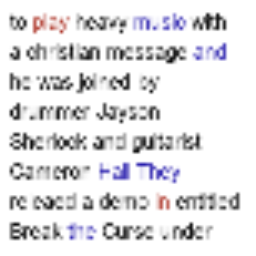 to play heavy music with
a christian message and
he was joined by
drummer Jayson
Sherlock and guitarist
Cameron Hall They
released a demo in entitled
Break the Curse under